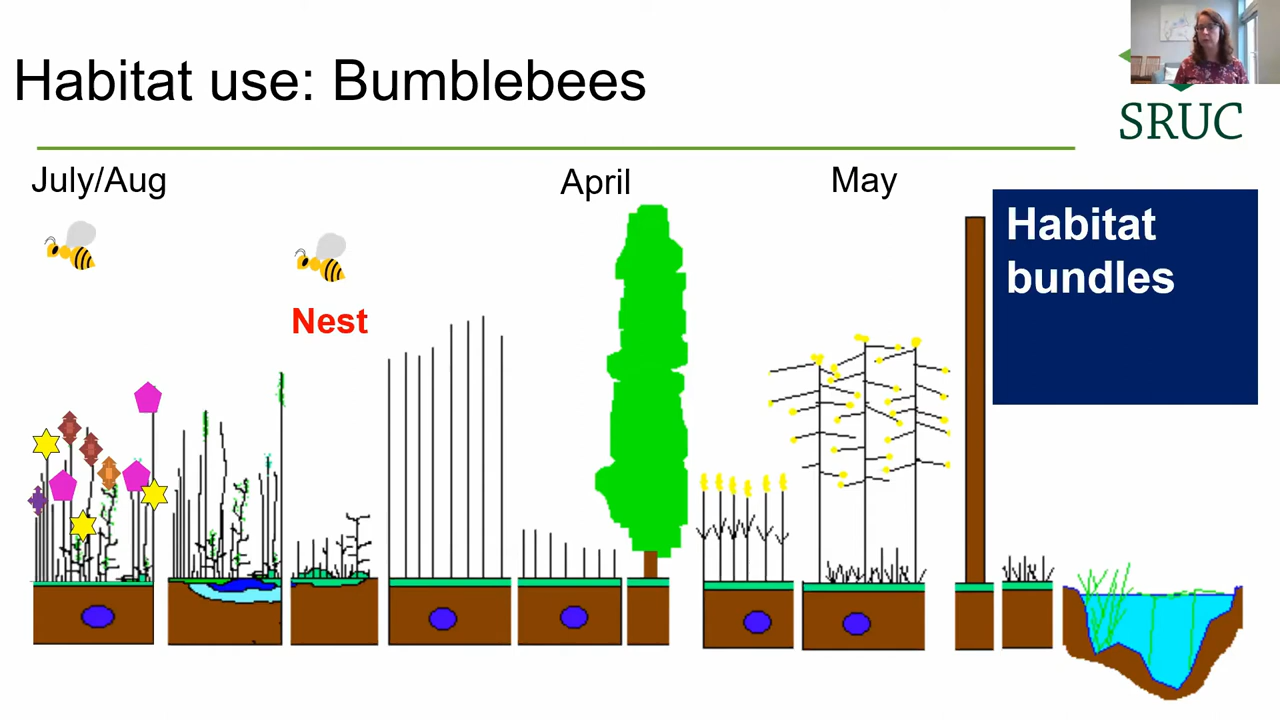 Habitat use: Bumblebees
SRUC
July/Aug
April
May
Habitat
bundles
Nest